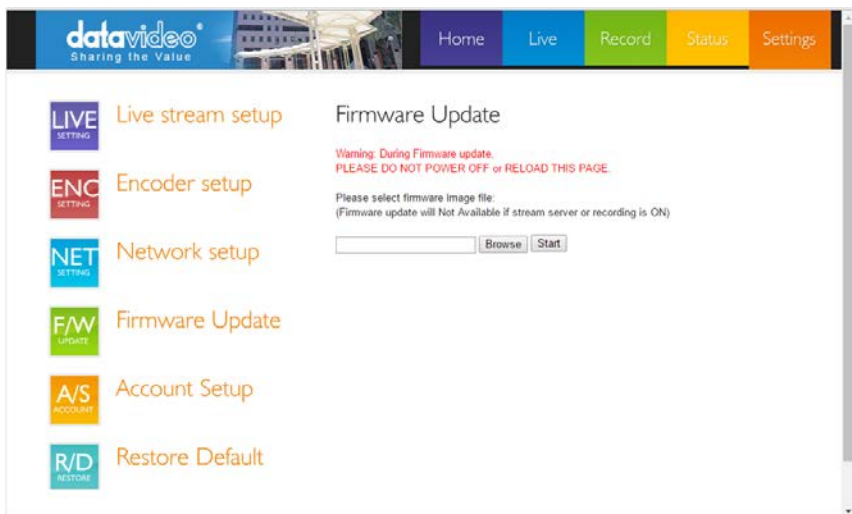 datavideo®
Sharing the Value
Home Live Record Status Settings
LIVE
SETTING
Live stream setup
ENC
SETTING
Encoder setup
NET
SETTING
Network setup
F/W
UPDATE
Firmware Update
A/S
ACCOUNT
Account Setup
R/D
RESTORE
Restore Default
Firmware Update
Warning: During Firmware update,
PLEASE DO NOT POWER OFF or RELOAD THIS PAGE.
Please select firmware image file:
(Firmware update will Not Available if stream server or recording is ON)
Browse Start